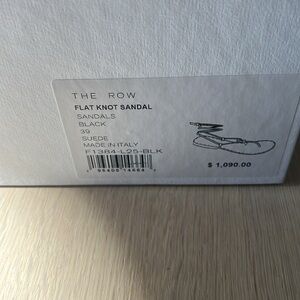 THE ROW
FLAT KNOT SANDAL
SANDALS
BLACK
39
SUEDE
MADE IN ITALY
F1384-L25-BLK
$ 1,090.00